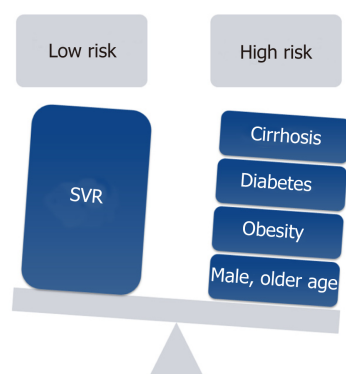 Low risk
High risk
SVR
Cirrhosis
Diabetes
Obesity
Male, older age